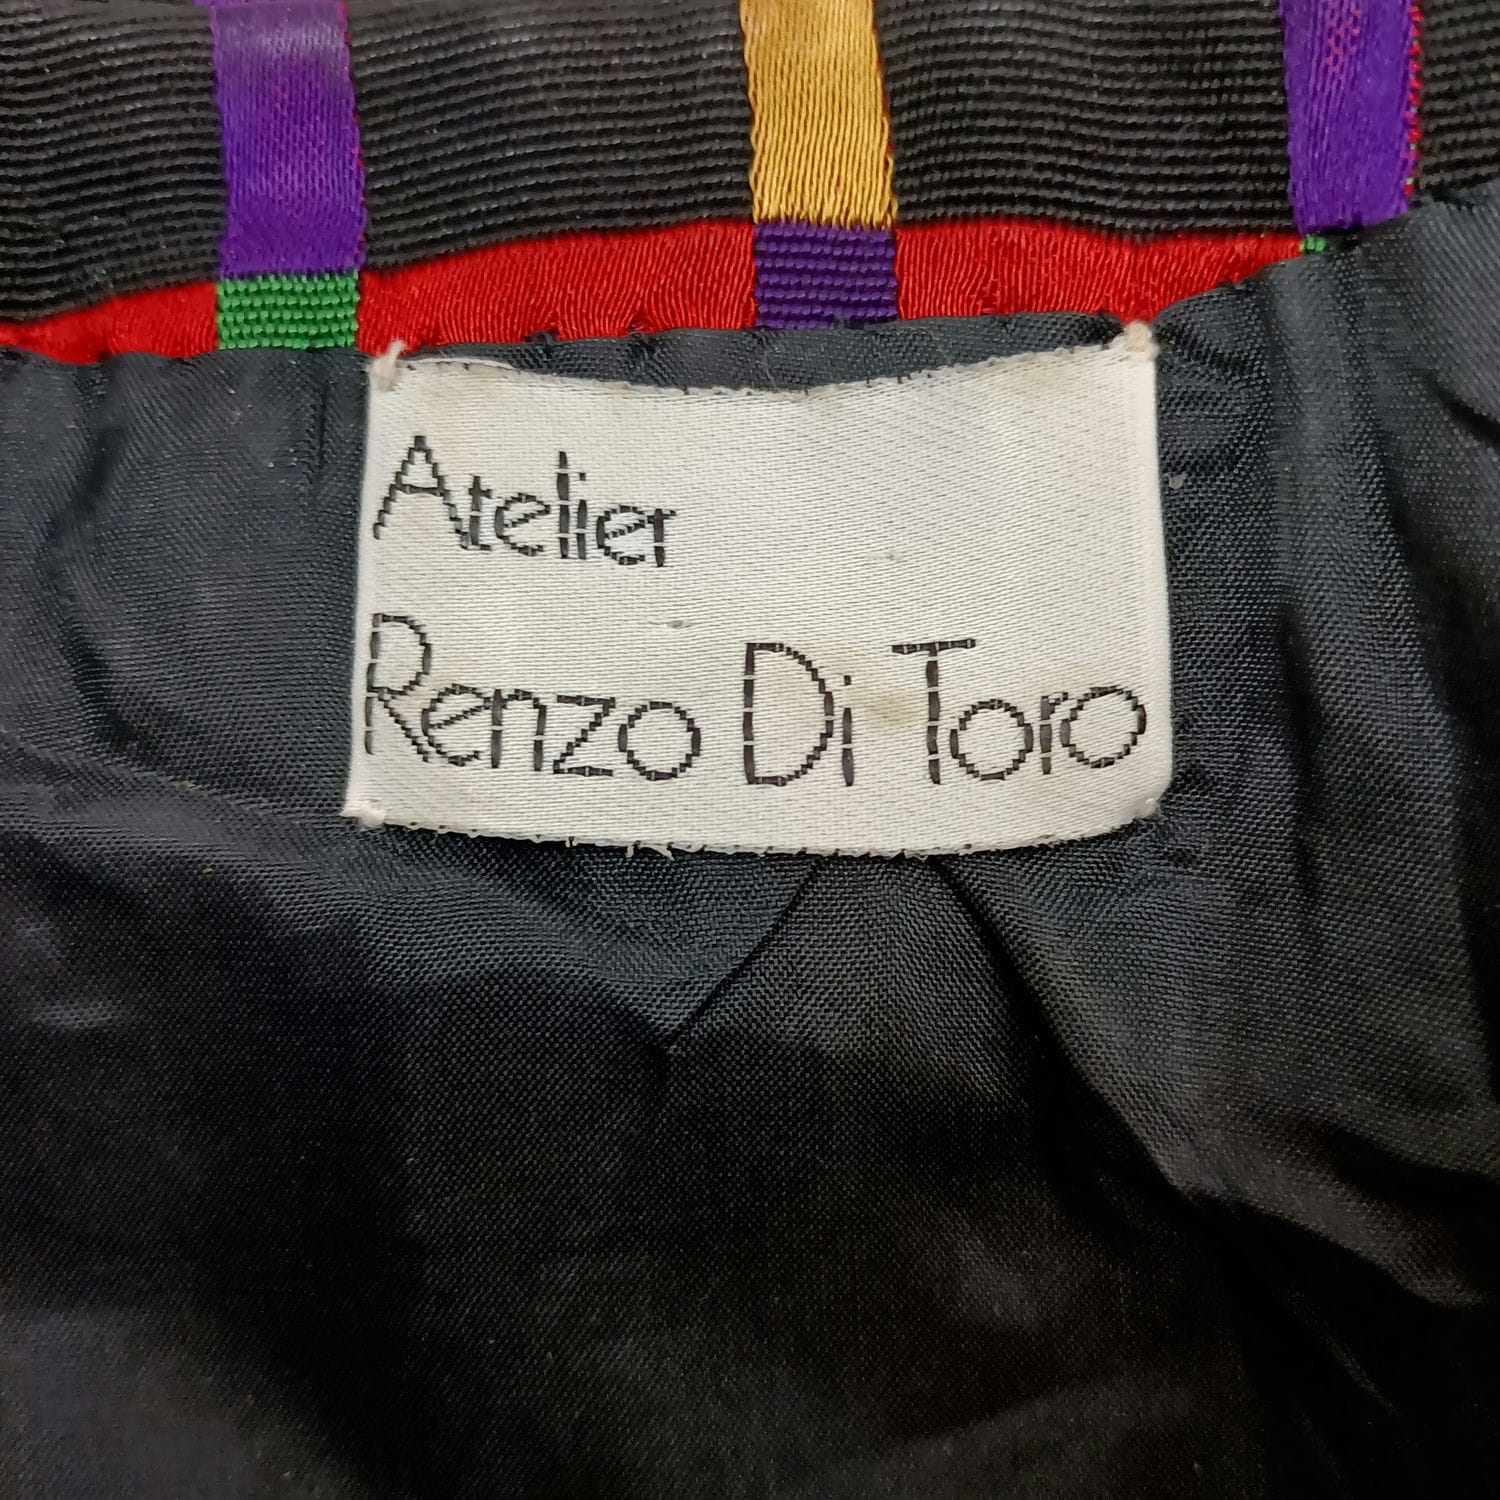 Atelier
Renzo Di Toro